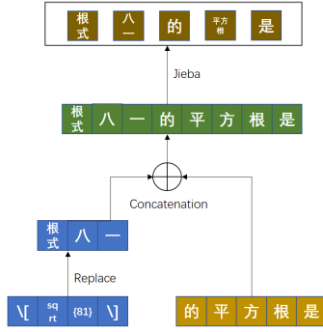 根式 八一 的 平方根 是
Jieba
根式 八 一 的 平 方 根 是
Concatenation
根式 八 一
Replace
\[ sqrt {81} \] 的 平 方 根 是